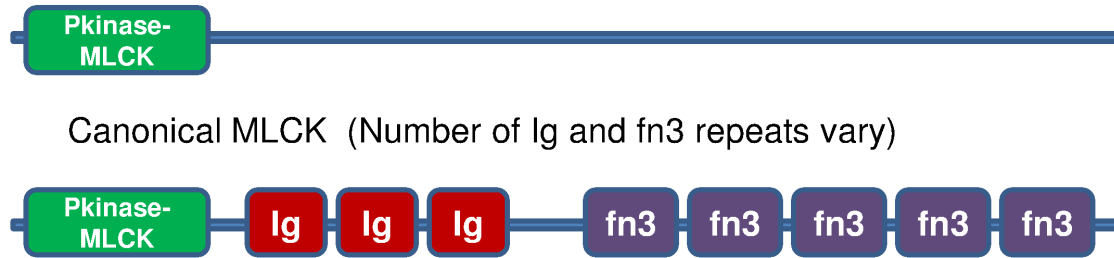 Pkinase-
MLCK
Canonical MLCK (Number of Ig and fn3 repeats vary)
Pkinase-
MLCK
Ig Ig Ig fn3 fn3 fn3 fn3 fn3